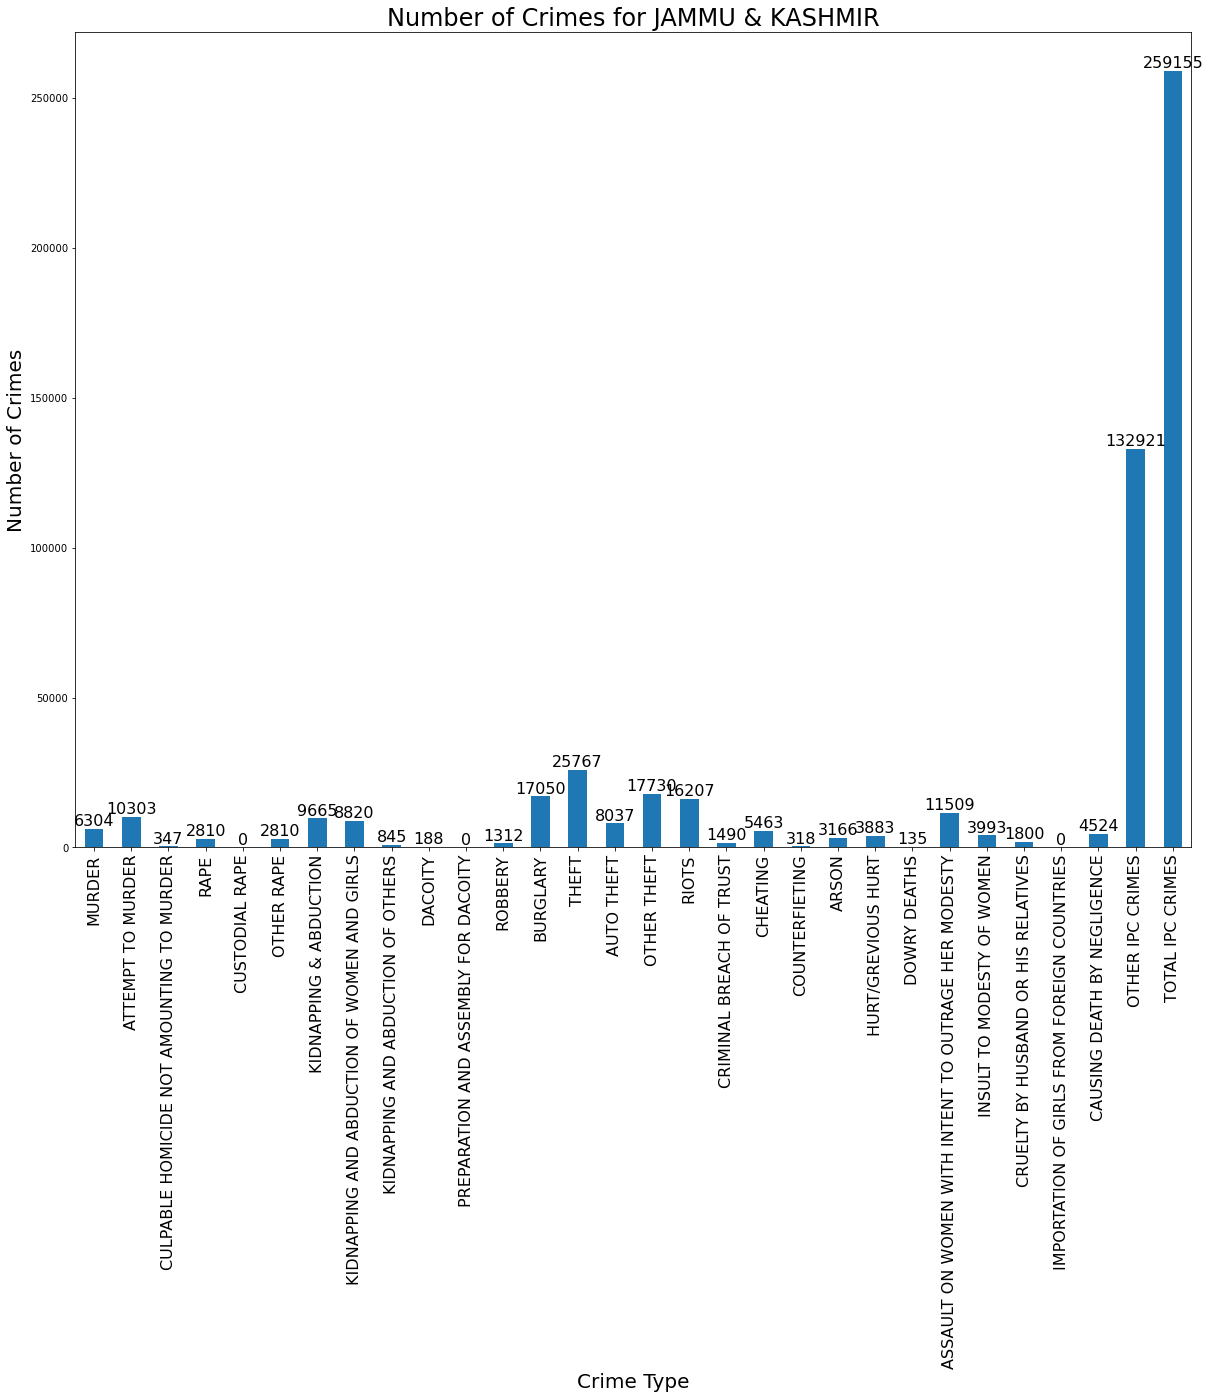 Number of Crimes for JAMMU & KASHMIR
Number of Crimes
250000
200000
150000
100000
50000
0
6304
10303
347
2810
0
2810
9665
8820
845
188
0
1312
17050
25767
8037
17730
16207
1490
5463
318
3166
3883
135
11509
3993
1800
0
4524
132921
259155
MURDER
ATTEMPT TO MURDER
CULPABLE HOMICIDE NOT AMOUNTING TO MURDER
RAPE
CUSTODIAL RAPE
OTHER RAPE
KIDNAPPING & ABDUCTION
KIDNAPPING AND ABDUCTION OF WOMEN AND GIRLS
KIDNAPPING AND ABDUCTION OF OTHERS
DACOITY
PREPARATION AND ASSEMBLY FOR DACOITY
ROBBERY
BURGLARY
THEFT
AUTO THEFT
OTHER THEFT
RIOTS
CRIMINAL BREACH OF TRUST
CHEATING
COUNTERFIETING
ARSON
HURT/GREVIOUS HURT
DOWRY DEATHS
ASSAULT ON WOMEN WITH INTENT TO OUTRAGE HER MODESTY
INSULT TO MODESTY OF WOMEN
CRUELTY BY HUSBAND OR HIS RELATIVES
IMPORTATION OF GIRLS FROM FOREIGN COUNTRIES
CAUSING DEATH BY NEGLIGENCE
OTHER IPC CRIMES
TOTAL IPC CRIMES
Crime Type